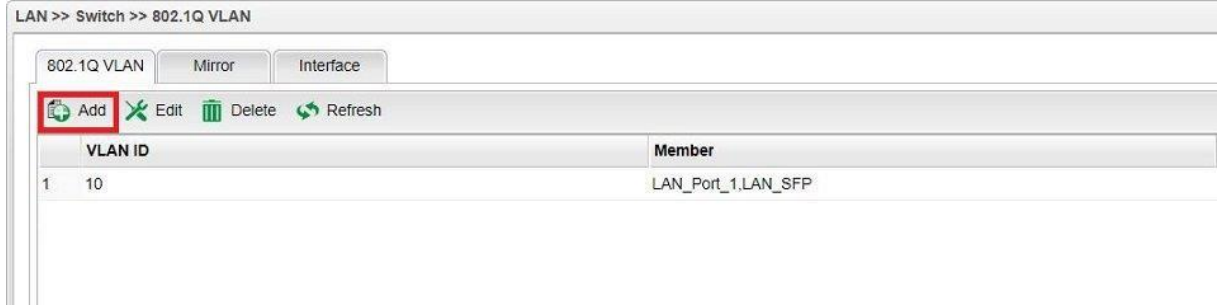 LAN >> Switch >> 802.1Q VLAN
802.1Q VLAN Mirror Interface
Add Edit Delete Refresh
VLAN ID Member
1 10 LAN_Port_1,LAN_SFP